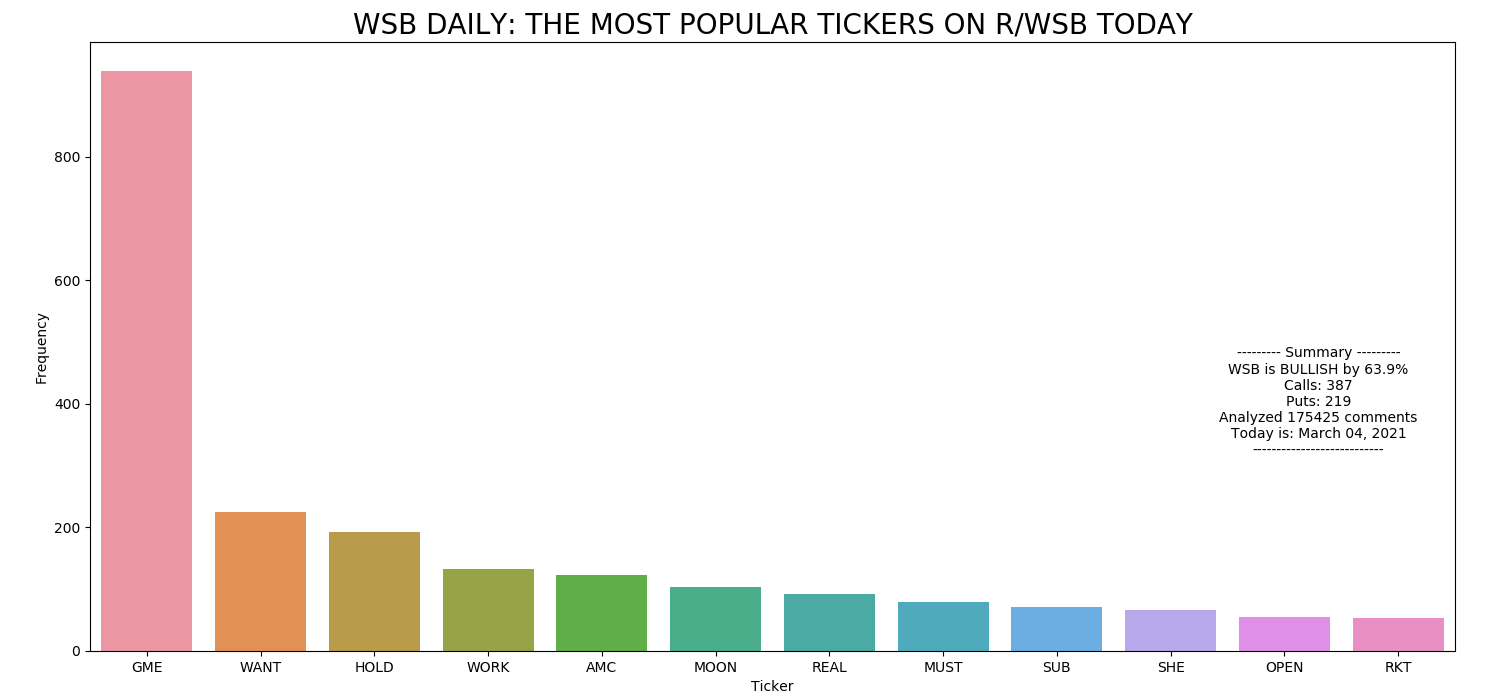 WSB DAILY: THE MOST POPULAR TICKERS ON R/WSB TODAY
Frequency
800
600
400
200
0
--------- Summary ---------
WSB is BULLISH by 63.9%
Calls: 387
Puts: 219
Analyzed 175425 comments
Today is: March 04, 2021
---------------------------
GME WANT HOLD WORK AMC MOON REAL MUST SUB SHE OPEN RKT
Ticker